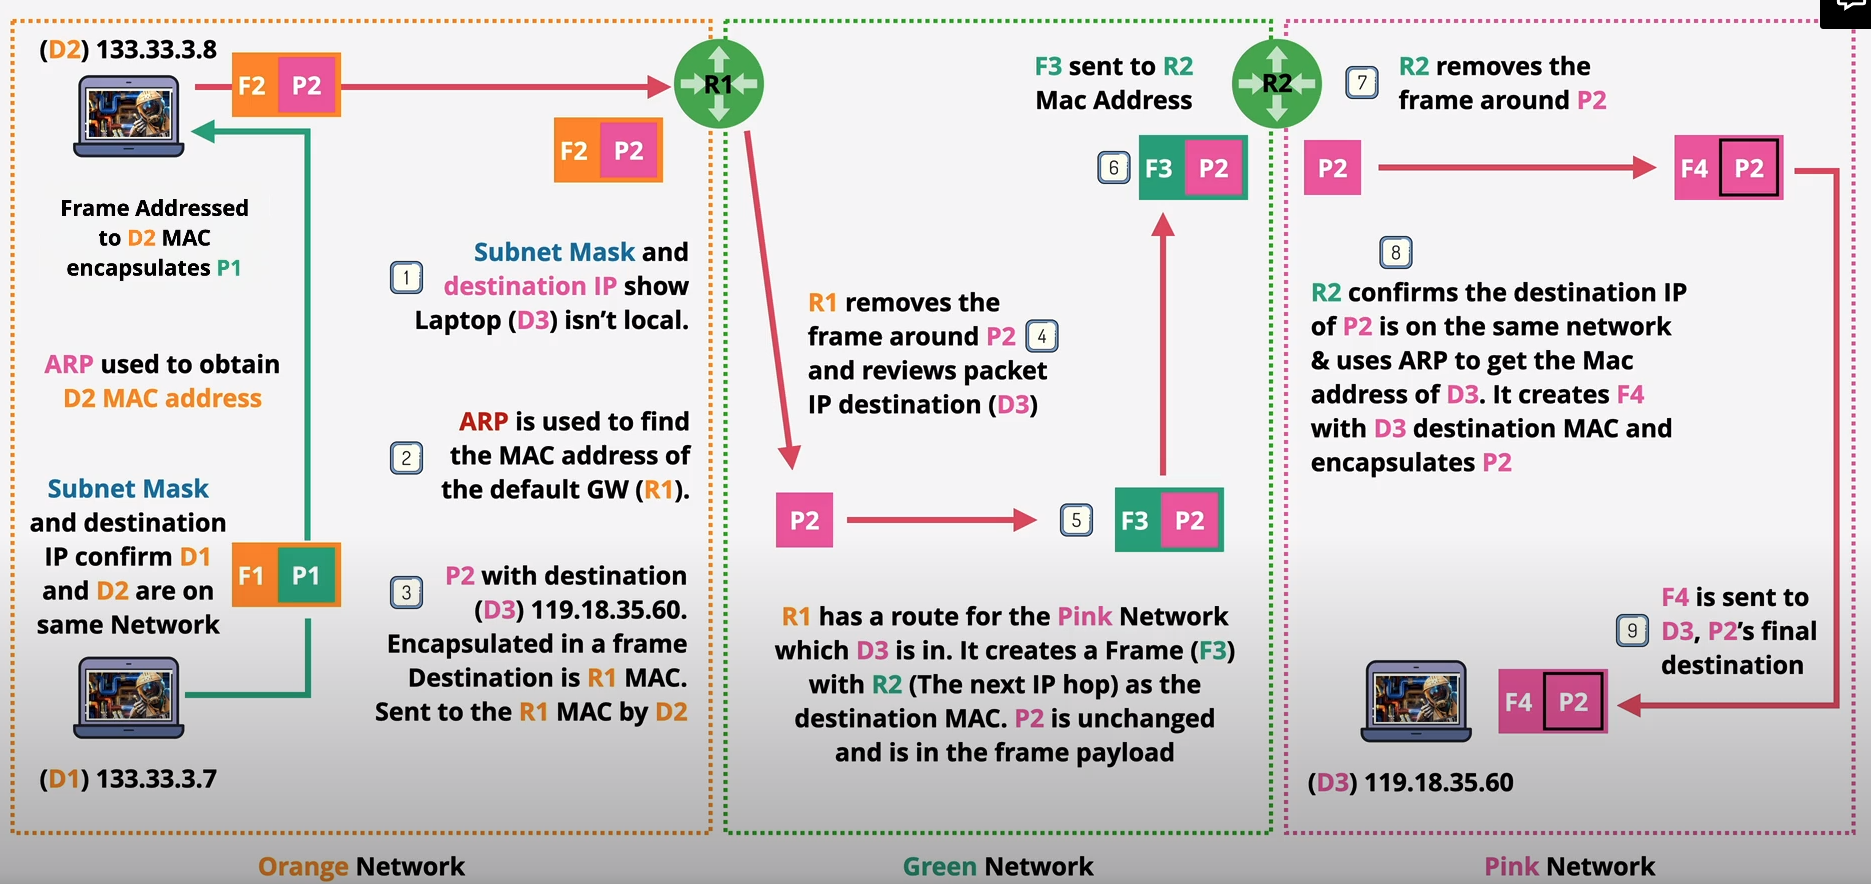 (D2) 133.33.3.8
F2 P2
R1
F2 P2
Frame Addressed
to D2 MAC
encapsulates P1
ARP used to obtain
D2 MAC address
Subnet Mask
and destination
IP confirm D1
and D2 are on
same Network
F1 P1
(D1) 133.33.3.7
1
Subnet Mask and
destination IP show
Laptop (D3) isn't local.
2
ARP is used to find
the MAC address of
the default GW (R1).
3
P2 with destination
(D3) 119.18.35.60.
Encapsulated in a frame
Destination is R1 MAC.
Sent to the R1 MAC by D2
Orange Network
R1 removes the
frame around P2 4
and reviews packet
IP destination (D3)
P2
5
F3 P2
R1 has a route for the Pink Network
which D3 is in. It creates a Frame (F3)
with R2 (The next IP hop) as the
destination MAC. P2 is unchanged
and is in the frame payload
F3 sent to R2
Mac Address
6
F3 P2
Green Network
R2
7
R2 removes the
frame around P2
P2
F4 P2
8
R2 confirms the destination IP
of P2 is on the same network
& uses ARP to get the Mac
address of D3. It creates F4
with D3 destination MAC and
encapsulates P2
9
F4 is sent to
D3, P2's final
destination
F4 P2
(D3) 119.18.35.60
Pink Network